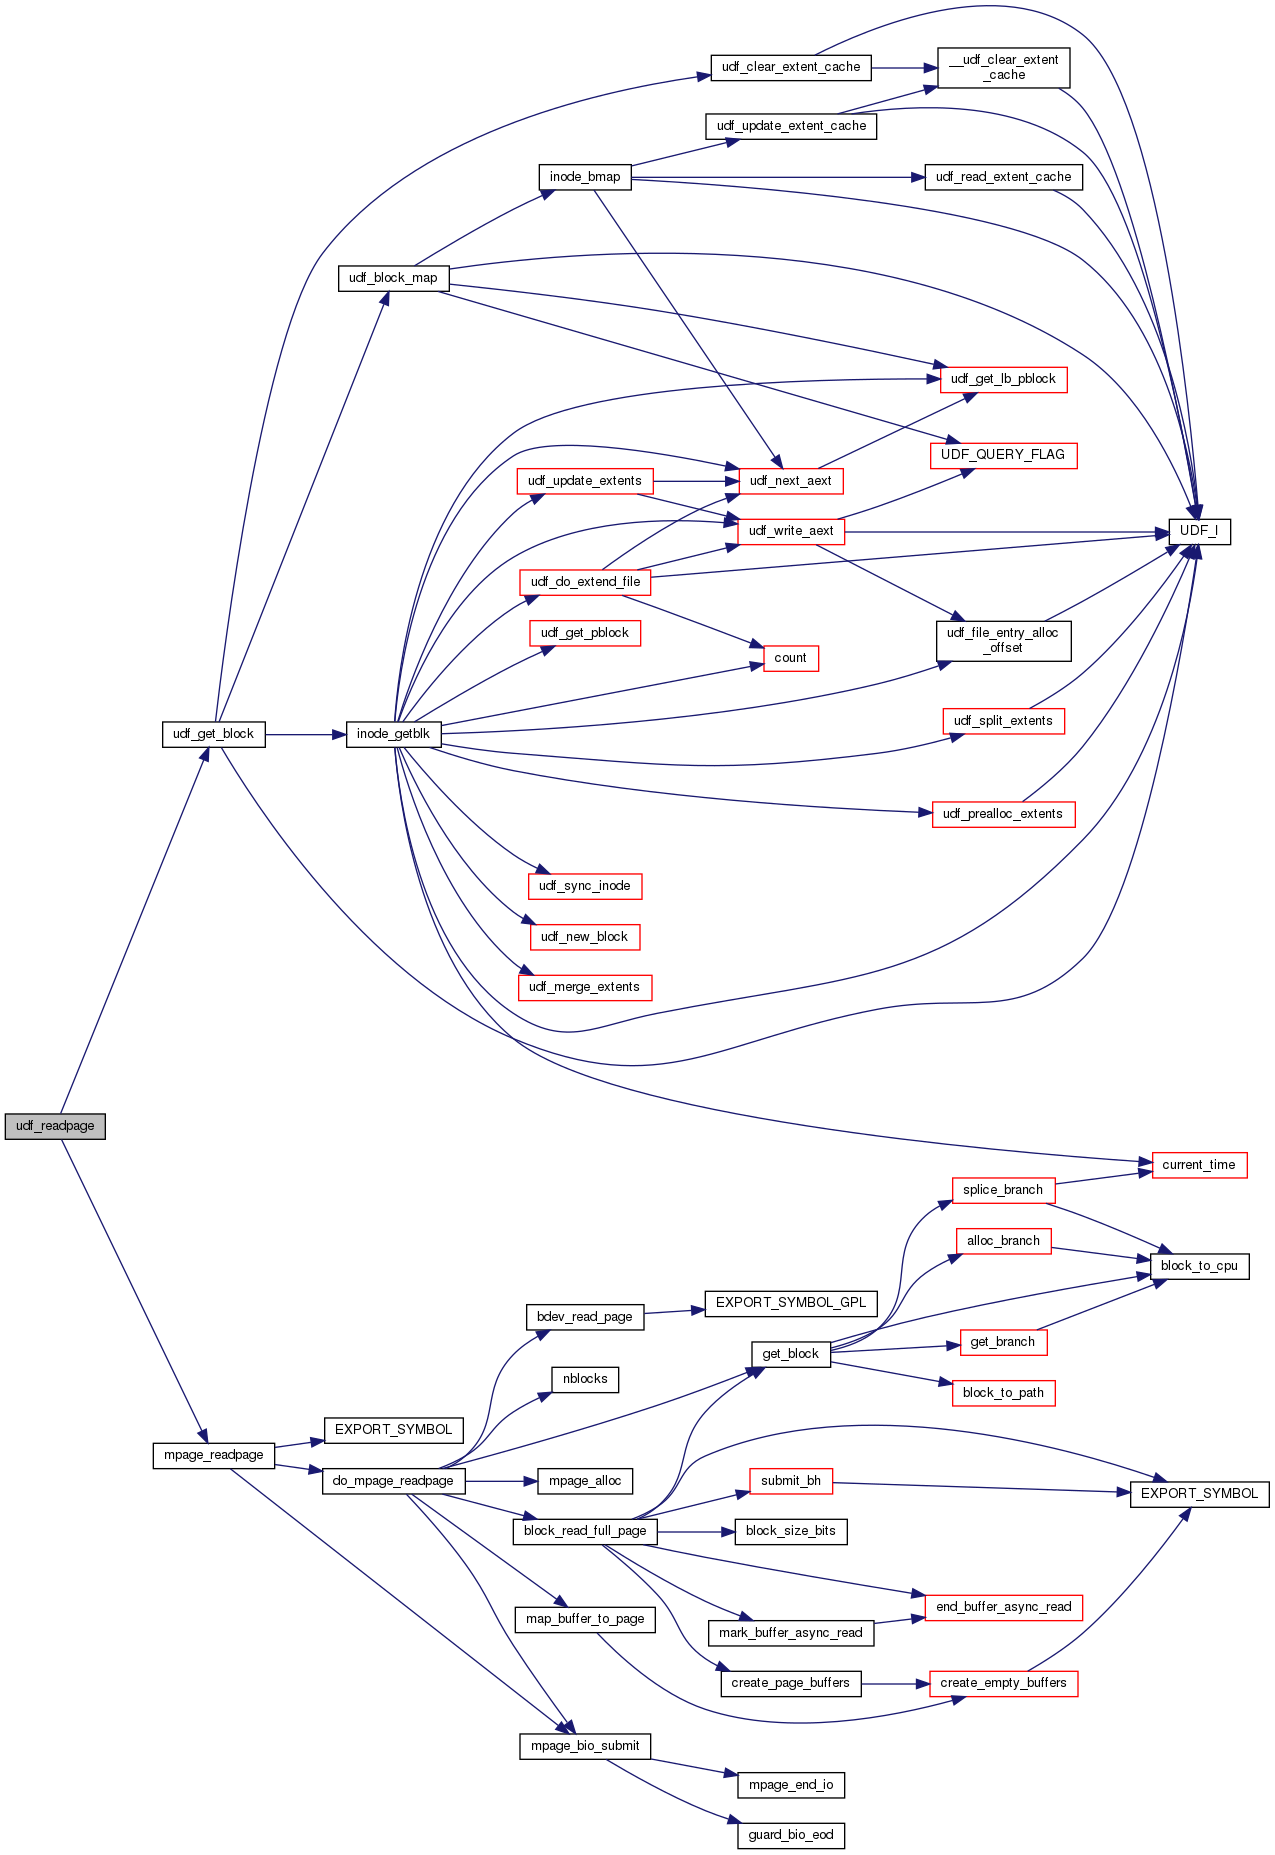 udf_clear_extent_cache
__udf_clear_extent
_cache
udf_update_extent_cache
inode_bmap
udf_read_extent_cache
udf_block_map
udf_get_lb_pblock
UDF_QUERY_FLAG
udf_update_extents
udf_next_aext
udf_write_aext
UDF_I
udf_do_extend_file
udf_get_pblock
udf_file_entry_alloc
_offset
count
udf_split_extents
udf_get_block
inode_getblk
udf_prealloc_extents
udf_sync_inode
udf_new_block
udf_merge_extents
udf_readpage
current_time
splice_branch
alloc_branch
block_to_cpu
EXPORT_SYMBOL_GPL
bdev_read_page
get_branch
get_block
nblocks
block_to_path
EXPORT_SYMBOL
mpage_readpage
do_mpage_readpage
mpage_alloc
submit_bh
EXPORT_SYMBOL
block_read_full_page
block_size_bits
end_buffer_async_read
map_buffer_to_page
mark_buffer_async_read
create_page_buffers
create_empty_buffers
mpage_bio_submit
mpage_end_io
guard_bio_eod